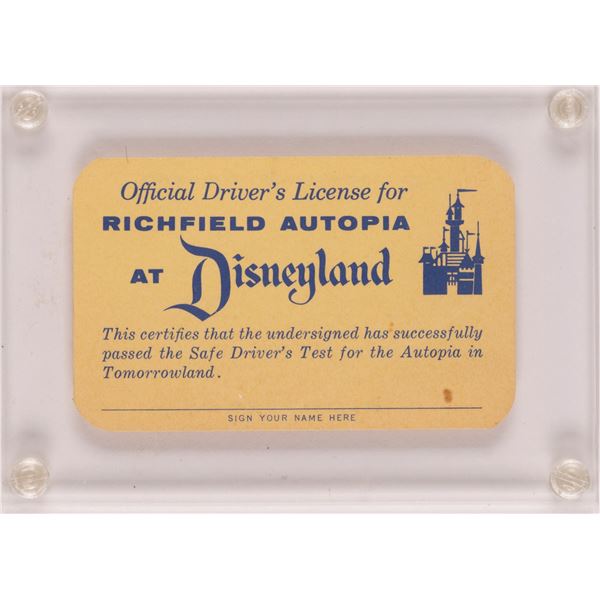 Official Driver's License for
RICHFIELD AUTOPIA
AT Disneyland
This certifies that the undersigned has successfully
passed the Safe Driver's Test for the Autopia in
Tomorrowland.
SIGN YOUR NAME HERE